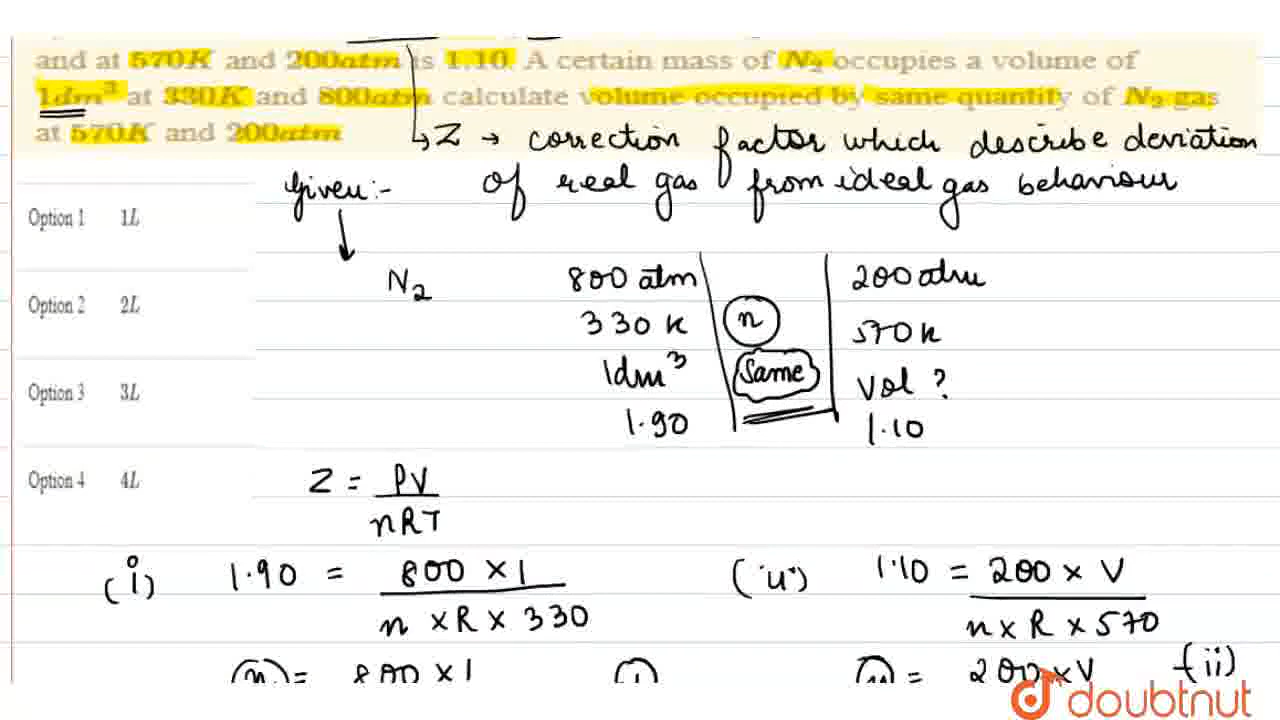 and at 570K and 200atm is 1.10. A certain mass of N₂ occupies a volume of
1dm³ at 330K and 800atm calculate volume occupied by same quantity of N₂ gas
at 570K and 200atm
↳ Z → correction factor which describe deviation
of real gas from ideal gas behaviour
Given:-
Option 1 1L
Option 2 2L
Option 3 3L
Option 4 4L
N₂
800 atm n 200 atm
330 K 570 K
1dm³ Same Vol ?
1.90 1.10
Z = PV / nRT
(i) 1.90 = 800 × 1 / n × R × 330
(ii) 1.10 = 200 × V / n × R × 570
n = 800 × 1
n = 200 × V -(ii)
doubtnut